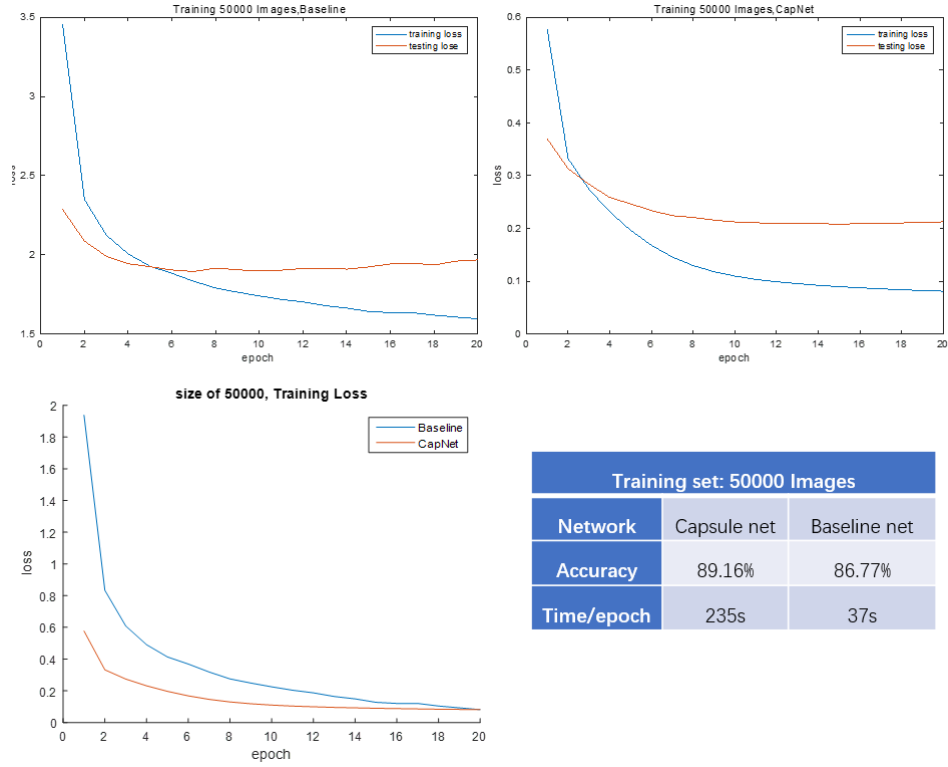 Training 50000 Images,Baseline
training loss
testing lose
3.5
3
2.5
2
1.5
loss
0 2 4 6 8 10 12 14 16 18 20
epoch
Training 50000 Images,CapNet
training loss
testing lose
0.6
0.5
0.4
0.3
0.2
0.1
0
loss
0 2 4 6 8 10 12 14 16 18 20
epoch
size of 50000, Training Loss
Baseline
CapNet
2
1.8
1.6
1.4
1.2
1
0.8
0.6
0.4
0.2
0
loss
0 2 4 6 8 10 12 14 16 18 20
epoch
Training set: 50000 Images
Network Capsule net Baseline net
Accuracy 89.16% 86.77%
Time/epoch 235s 37s